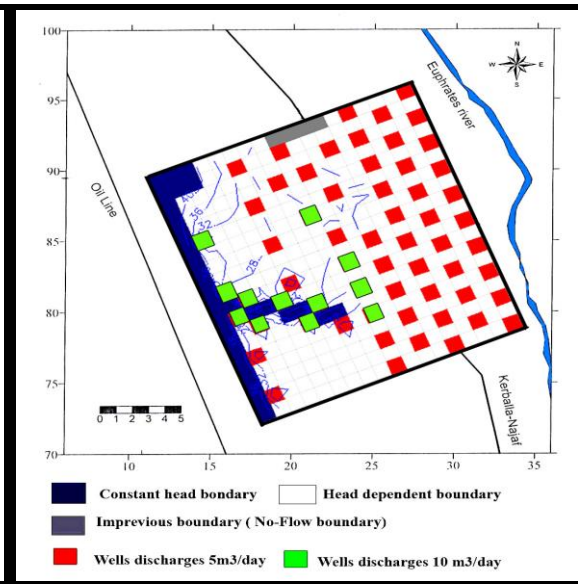 100
95
90
85
80
75
70
10
15
20
25
30
35
N
W
E
S
Euphrates river
Oil Line
Kerballa-Najaf
36
32
28
0 1 2 3 4 5
Constant head bondary
Head dependent boundary
Imprevious boundary ( No-Flow boundary)
Wells discharges 5m3/day
Wells discharges 10 m3/day